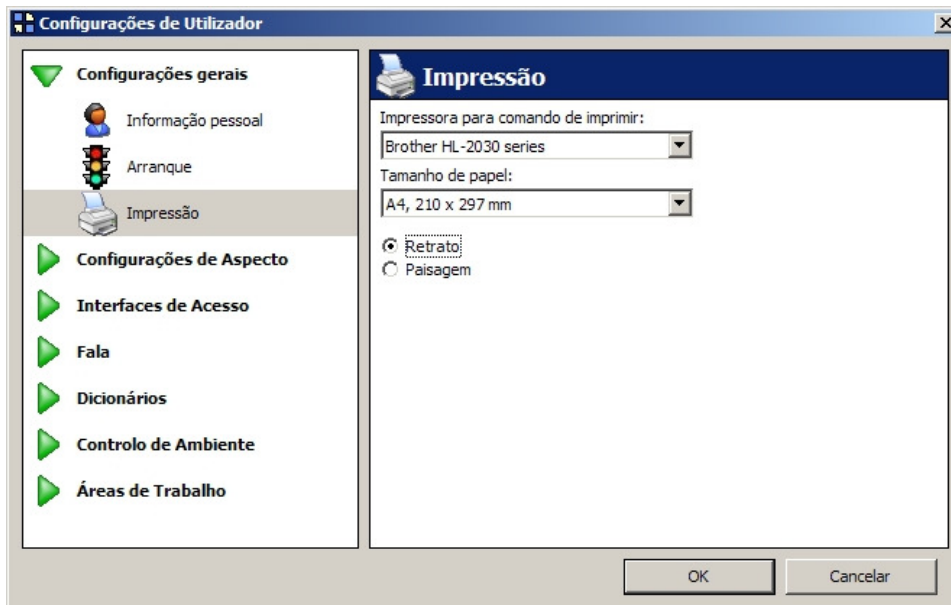 Configurações de Utilizador
Configurações gerais
Informação pessoal
Arranque
Impressão
Configurações de Aspecto
Interfaces de Acesso
Fala
Dicionários
Controlo de Ambiente
Áreas de Trabalho
Impressão
Impressora para comando de imprimir:
Brother HL-2030 series
Tamanho de papel:
A4, 210 x 297 mm
Retrato
Paisagem
OK
Cancelar